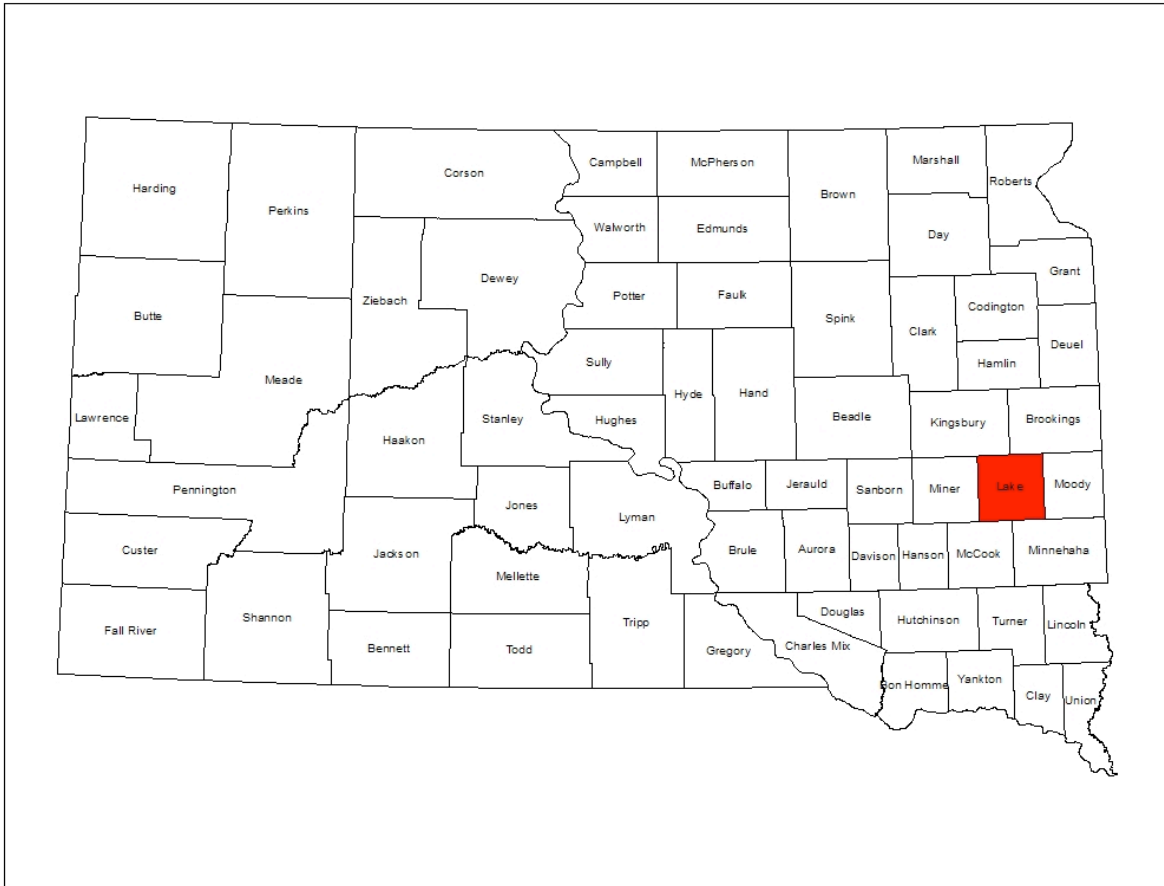 Harding
Perkins
Corson
Campbell
McPherson
Brown
Marshall
Roberts
Walworth
Edmunds
Day
Butte
Ziebach
Dewey
Potter
Faulk
Spink
Clark
Codington
Grant
Meade
Sully
Hyde
Hand
Hamlin
Deuel
Lawrence
Haakon
Stanley
Hughes
Beadle
Kingsbury
Brookings
Pennington
Jones
Lyman
Buffalo
Jerauld
Sanborn
Miner
Lake
Moody
Custer
Jackson
Mellette
Brule
Aurora
Davison
Hanson
McCook
Minnehaha
Fall River
Shannon
Bennett
Todd
Tripp
Gregory
Charles Mix
Douglas
Hutchinson
Turner
Lincoln
Bon Homme
Yankton
Clay
Union